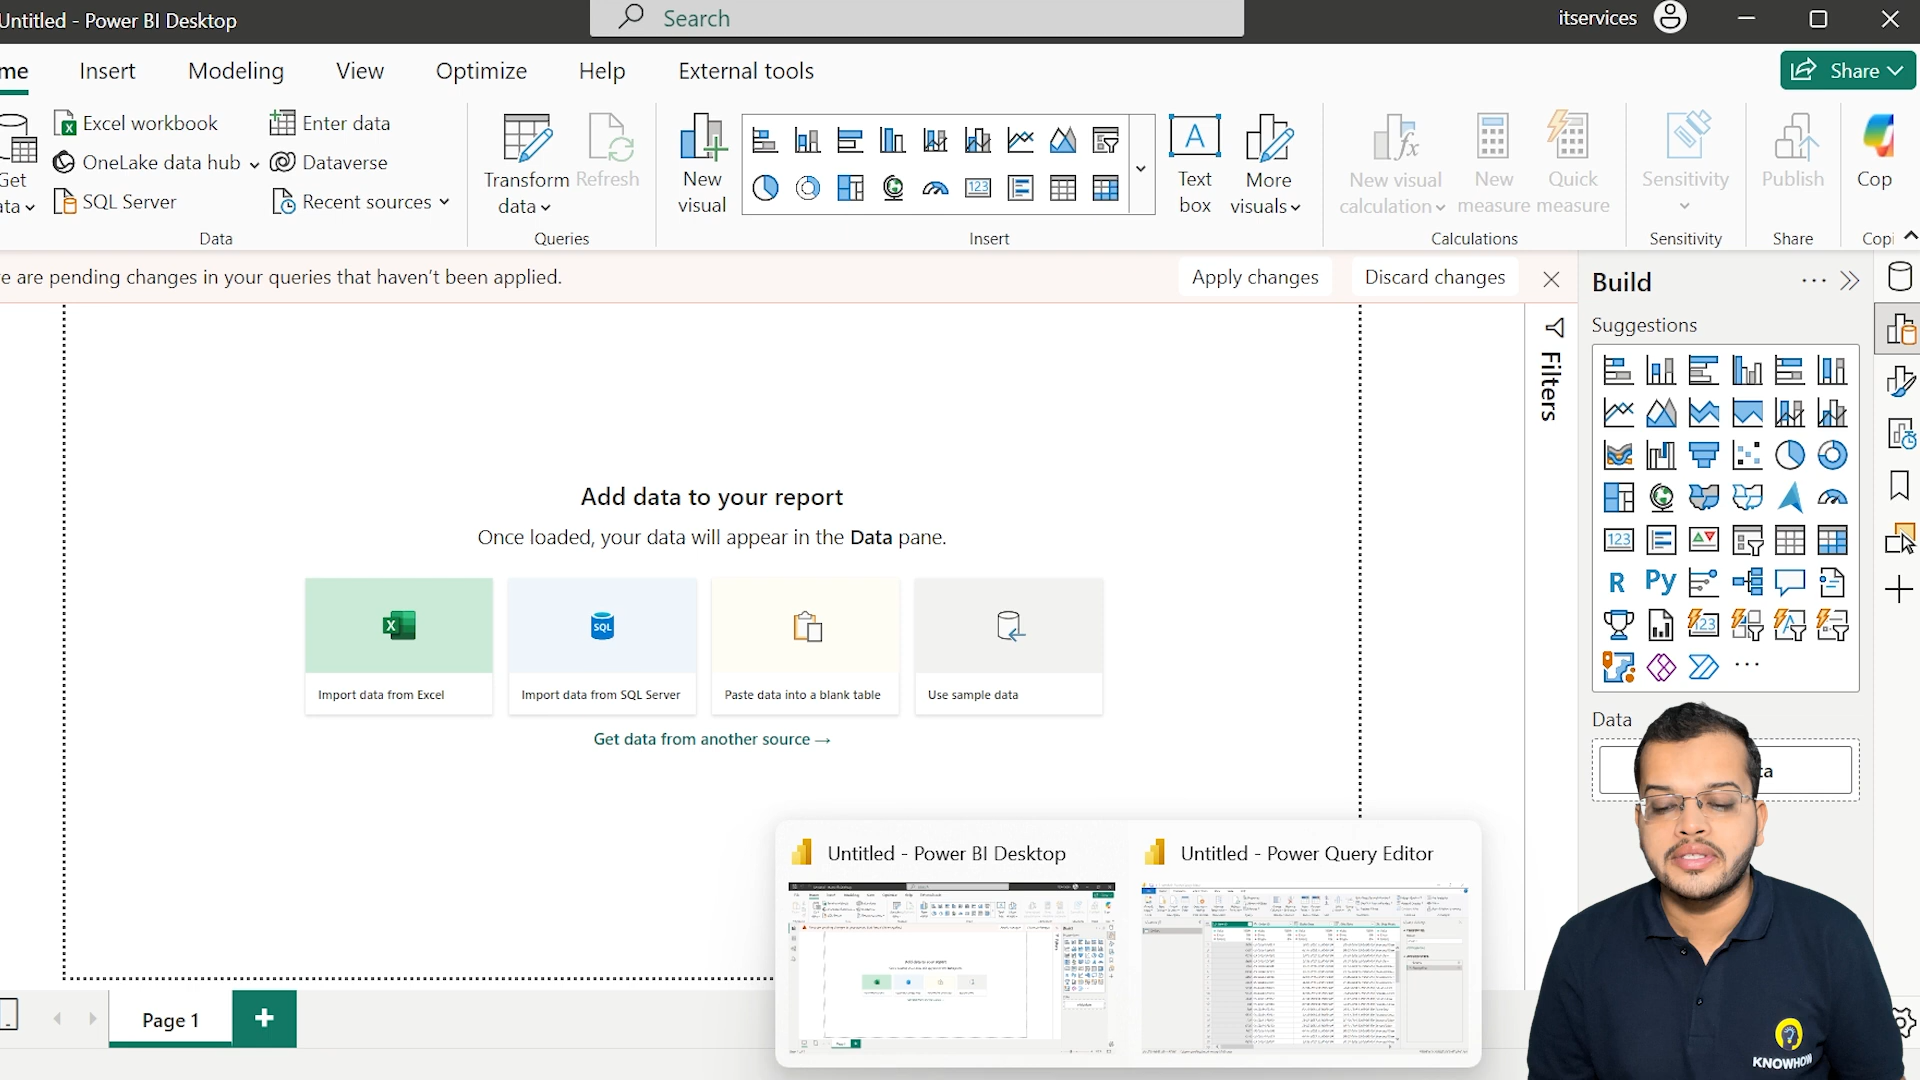 Untitled - Power BI Desktop
Search
itservices
me
Insert
Modeling
View
Optimize
Help
External tools
Share
Get
ata
Excel workbook
OneLake data hub
SQL Server
Enter data
Dataverse
Recent sources
Data
Transform
data
Refresh
Queries
New
visual
123
Insert
A
Text
box
More
visuals
New visual
calculation
New
measure
Quick
measure
Calculations
Sensitivity
Sensitivity
Publish
Share
Cop
Copi
e are pending changes in your queries that haven't been applied.
Apply changes
Discard changes
Filters
Build
Suggestions
123
R
Py
123
Data
ta
Add data to your report
Once loaded, your data will appear in the Data pane.
X
SQL
Import data from Excel
Import data from SQL Server
Paste data into a blank table
Use sample data
Get data from another source →
Untitled - Power BI Desktop
Untitled - Power Query Editor
Page 1
KNOWHOW